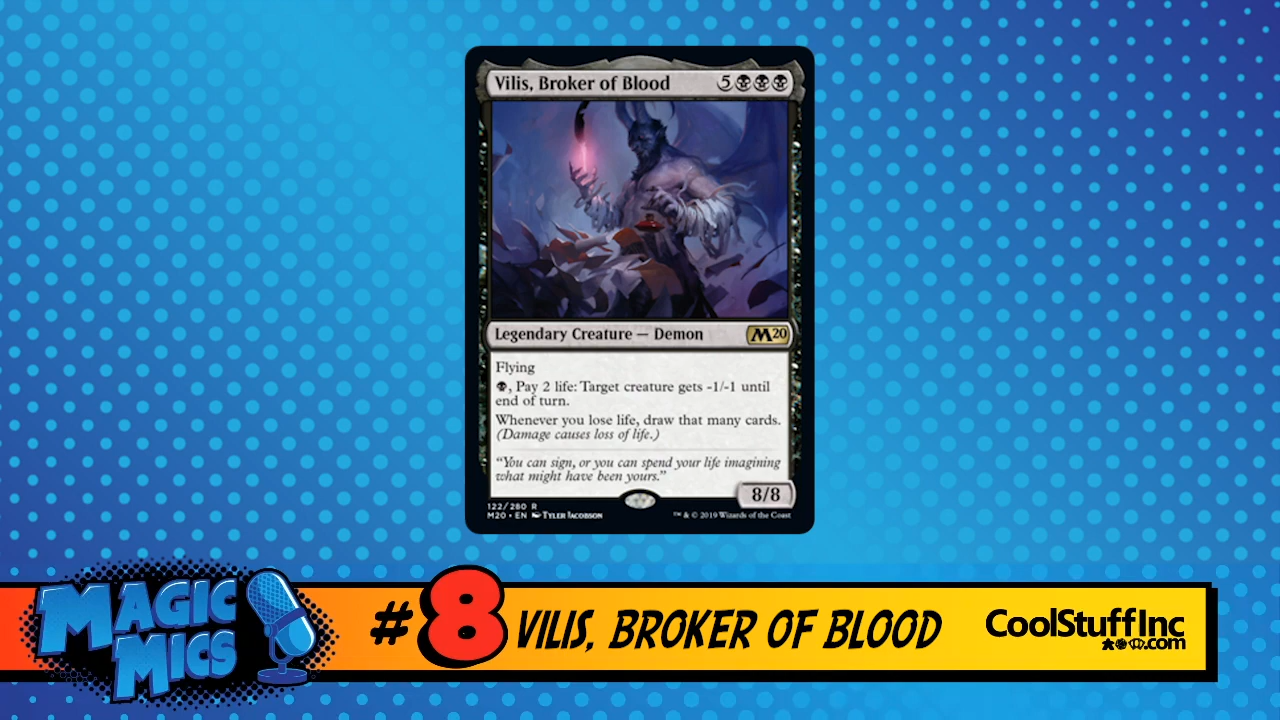 Vilis, Broker of Blood 5
Legendary Creature — Demon M20
Flying
, Pay 2 life: Target creature gets -1/-1 until
end of turn.
Whenever you lose life, draw that many cards.
(Damage causes loss of life.)
“You can sign, or you can spend your life imagining
what might have been yours.”
8/8
122/280 R
M20 • EN Tyler Jacobson
™ & © 2019 Wizards of the Coast
MAGIC
MICS
#8 VILIS, BROKER OF BLOOD
CoolStuffInc
.com